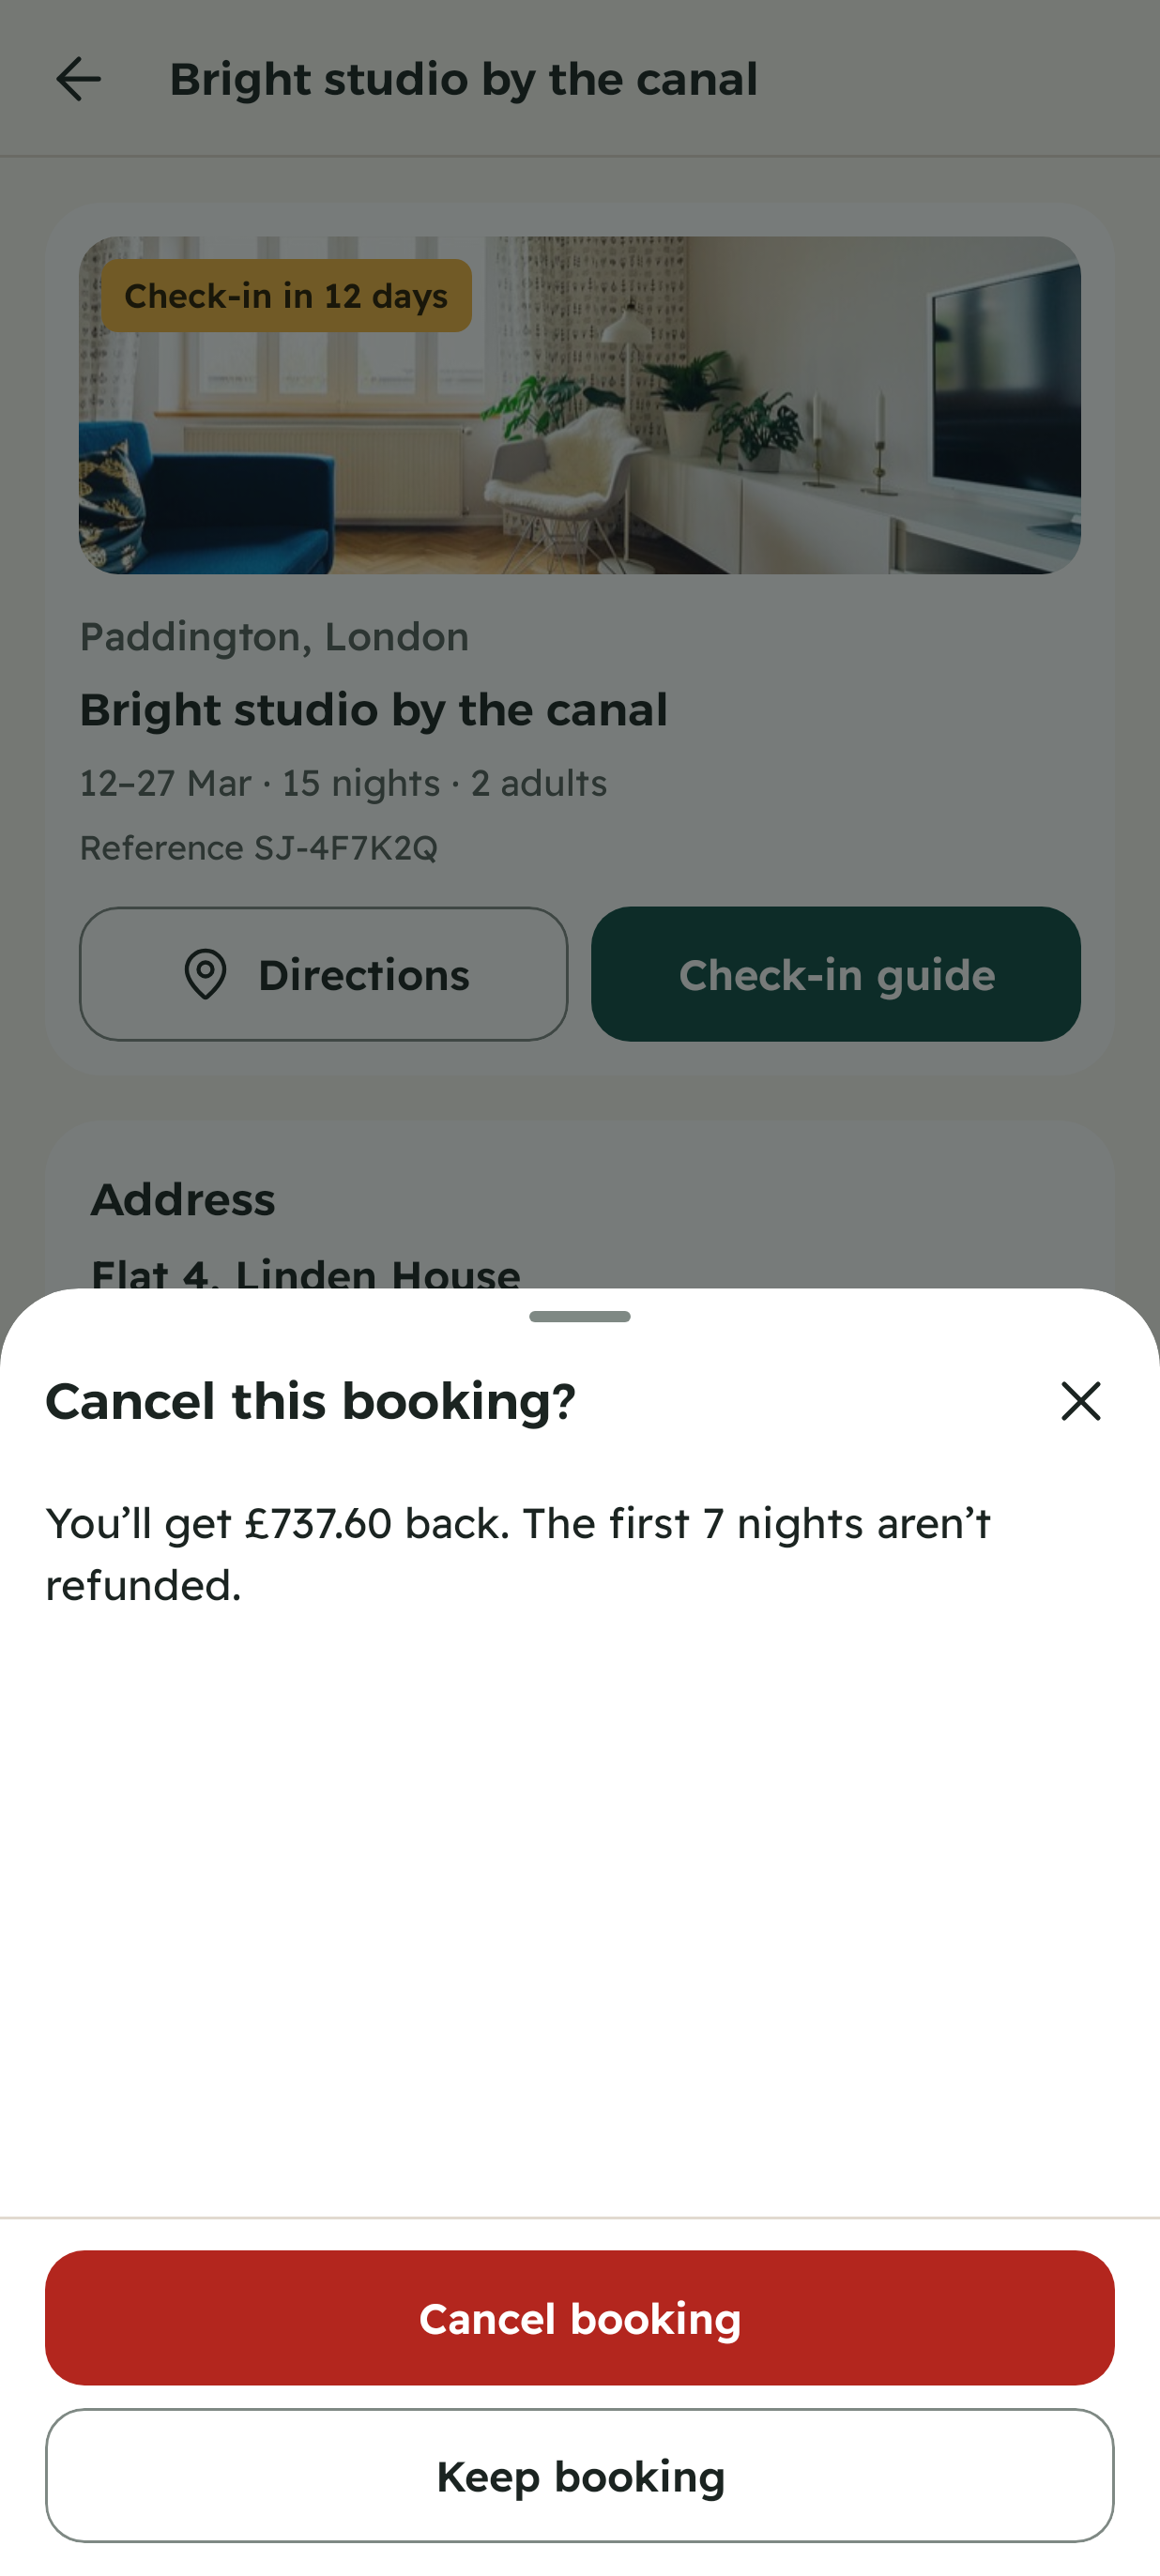 Bright studio by the canal
Check-in in 12 days
Paddington, London
Bright studio by the canal
12–27 Mar · 15 nights · 2 adults
Reference SJ-4F7K2Q
Directions
Check-in guide
Address
Flat 4, Linden House
Cancel this booking?
You’ll get £737.60 back. The first 7 nights aren’t
refunded.
Cancel booking
Keep booking